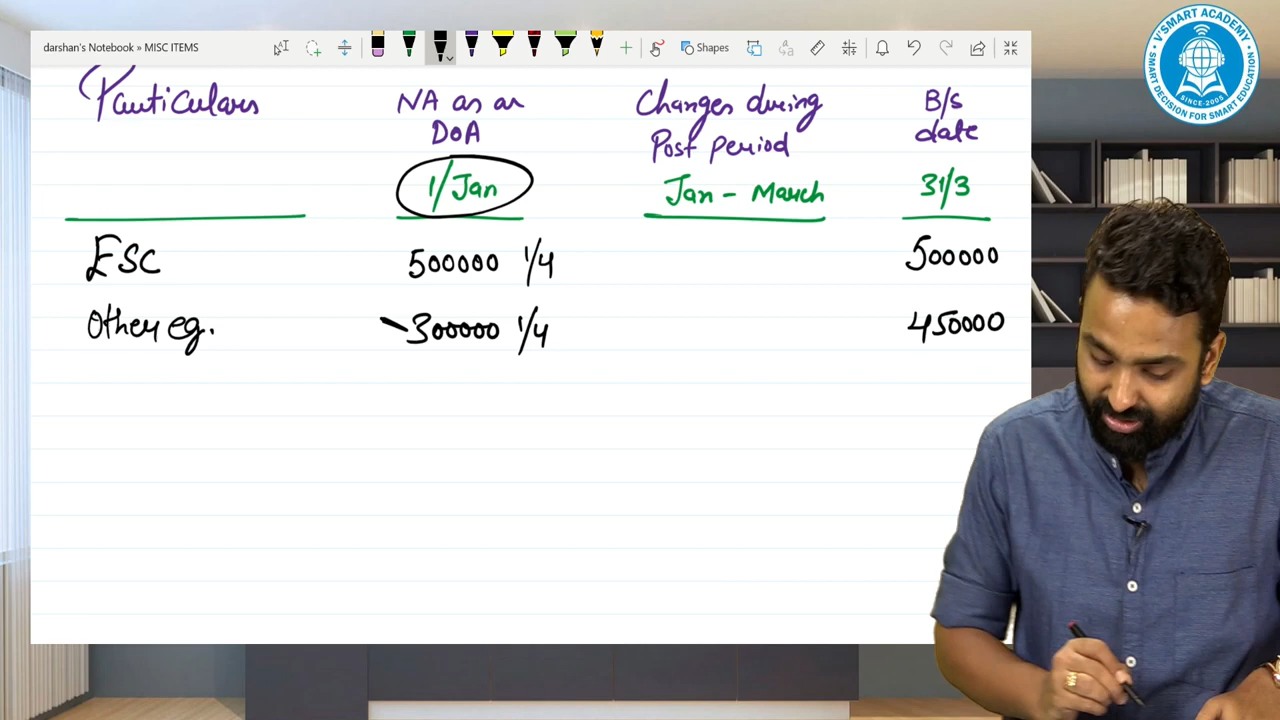 darshan's Notebook » MISC ITEMS
Shapes
V'SMART ACADEMY
SINCE-2005
SMART DECISION FOR SMART EDUCATION
Particulars NA as an Changes during B/s
DOA Post period date
1/Jan Jan - March 31/3
ESC 500000 1/4 500000
Other eq. 300000 1/4 450000